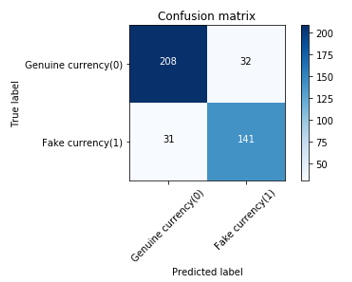 Confusion matrix
Genuine currency(0)
208
32
Fake currency(1)
31
141
True label
Genuine currency(0)
Fake currency(1)
Predicted label
200
175
150
125
100
75
50